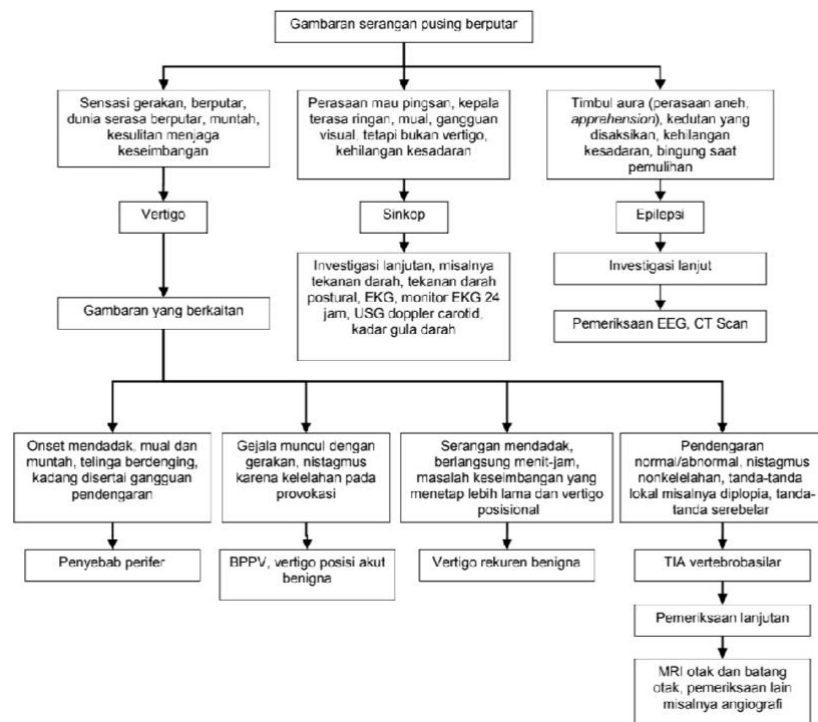 Gambaran serangan pusing berputar
Sensasi gerakan, berputar,
dunia serasa berputar, muntah,
kesulitan menjaga
keseimbangan
Perasaan mau pingsan, kepala
terasa ringan, mual, gangguan
visual, tetapi bukan vertigo,
kehilangan kesadaran
Timbul aura (perasaan aneh,
apprehension), kedutan yang
disaksikan, kehilangan
kesadaran, bingung saat
pemulihan
Vertigo
Sinkop
Epilepsi
Gambaran yang berkaitan
Investigasi lanjutan, misalnya
tekanan darah, tekanan darah
postural, EKG, monitor EKG 24
jam, USG doppler carotid,
kadar gula darah
Investigasi lanjut
Pemeriksaan EEG, CT Scan
Onset mendadak, mual dan
muntah, telinga berdenging,
kadang disertai gangguan
pendengaran
Gejala muncul dengan
gerakan, nistagmus
karena kelelahan pada
provokasi
Serangan mendadak,
berlangsung menit-jam,
masalah keseimbangan yang
menetap lebih lama dan vertigo
posisional
Pendengaran
normal/abnormal, nistagmus
nonkelelahan, tanda-tanda
lokal misalnya diplopia, tanda-
tanda serebelar
Penyebab perifer
BPPV, vertigo posisi akut
benigna
Vertigo rekuren benigna
TIA vertebrobasilar
Pemeriksaan lanjutan
MRI otak dan batang
otak, pemeriksaan lain
misalnya angiografi